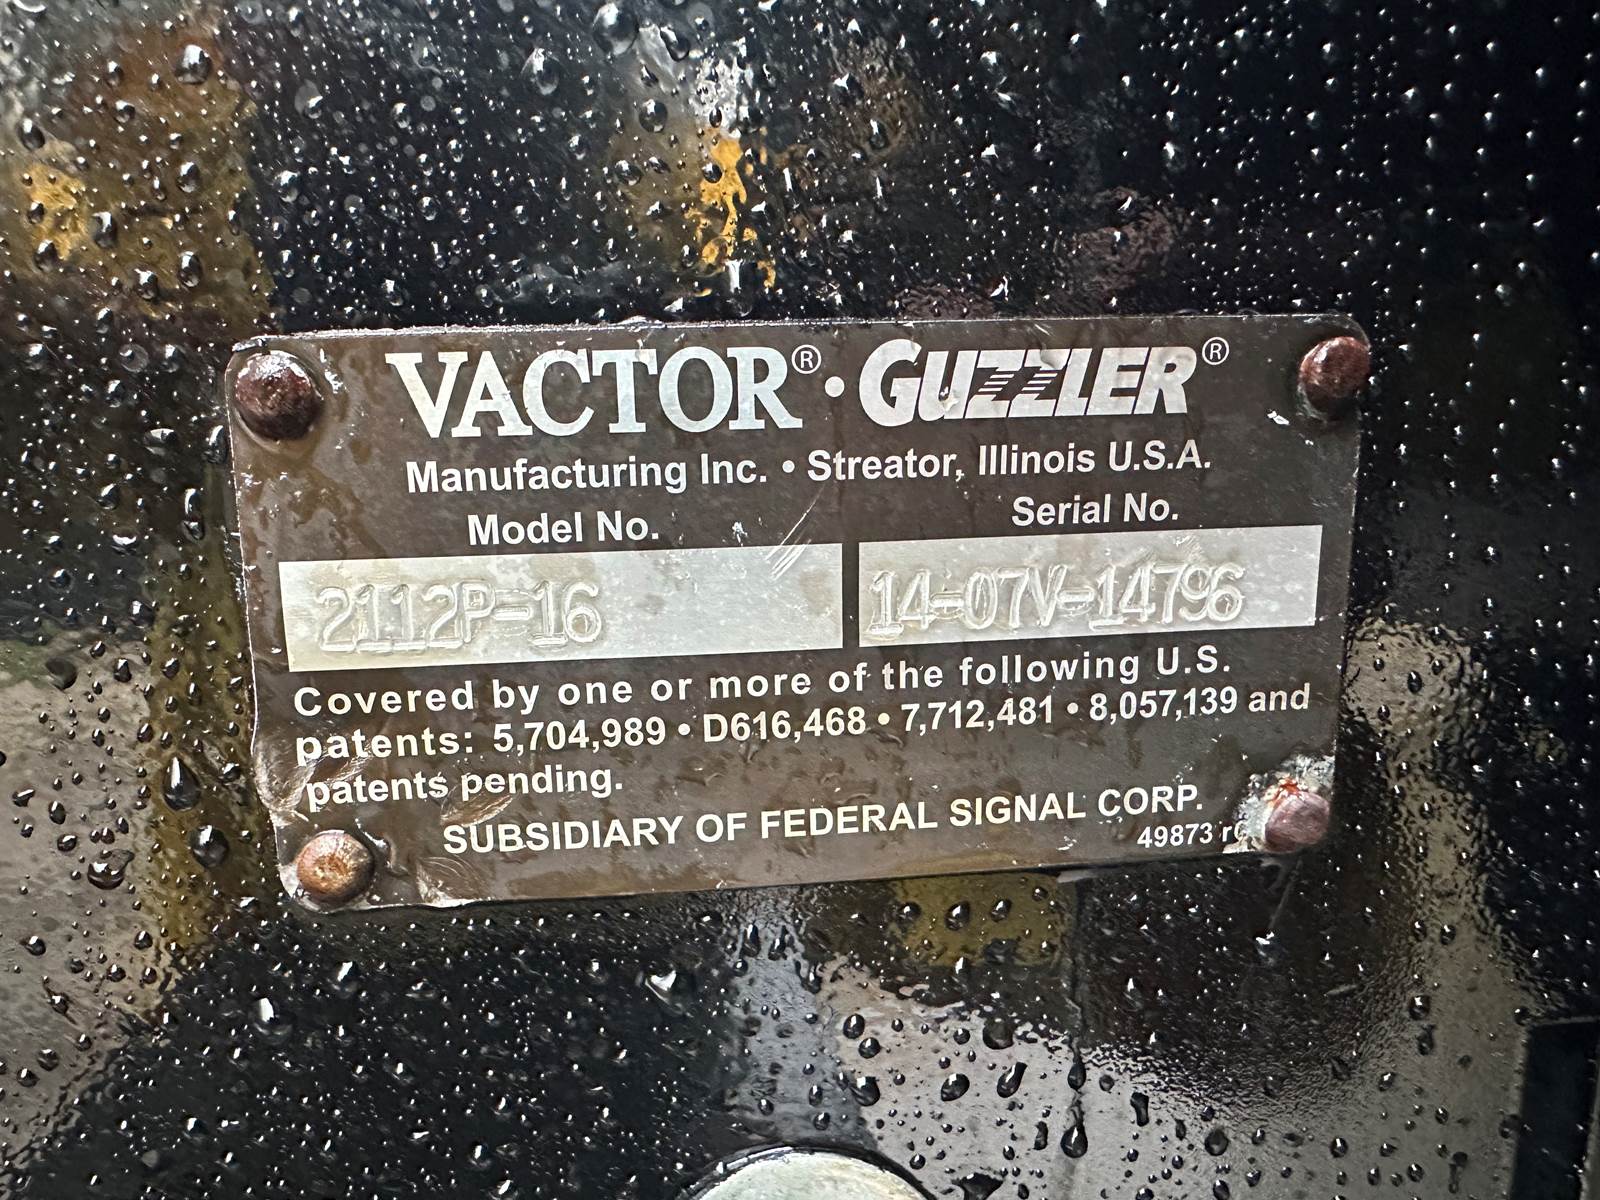 VACTOR® • GUZZLER®
Manufacturing Inc. • Streator, Illinois U.S.A.
Model No. Serial No.
2112P-16 14-07V-14796
Covered by one or more of the following U.S.
patents: 5,704,989 • D616,468 • 7,712,481 • 8,057,139 and
patents pending.
SUBSIDIARY OF FEDERAL SIGNAL CORP.
49873